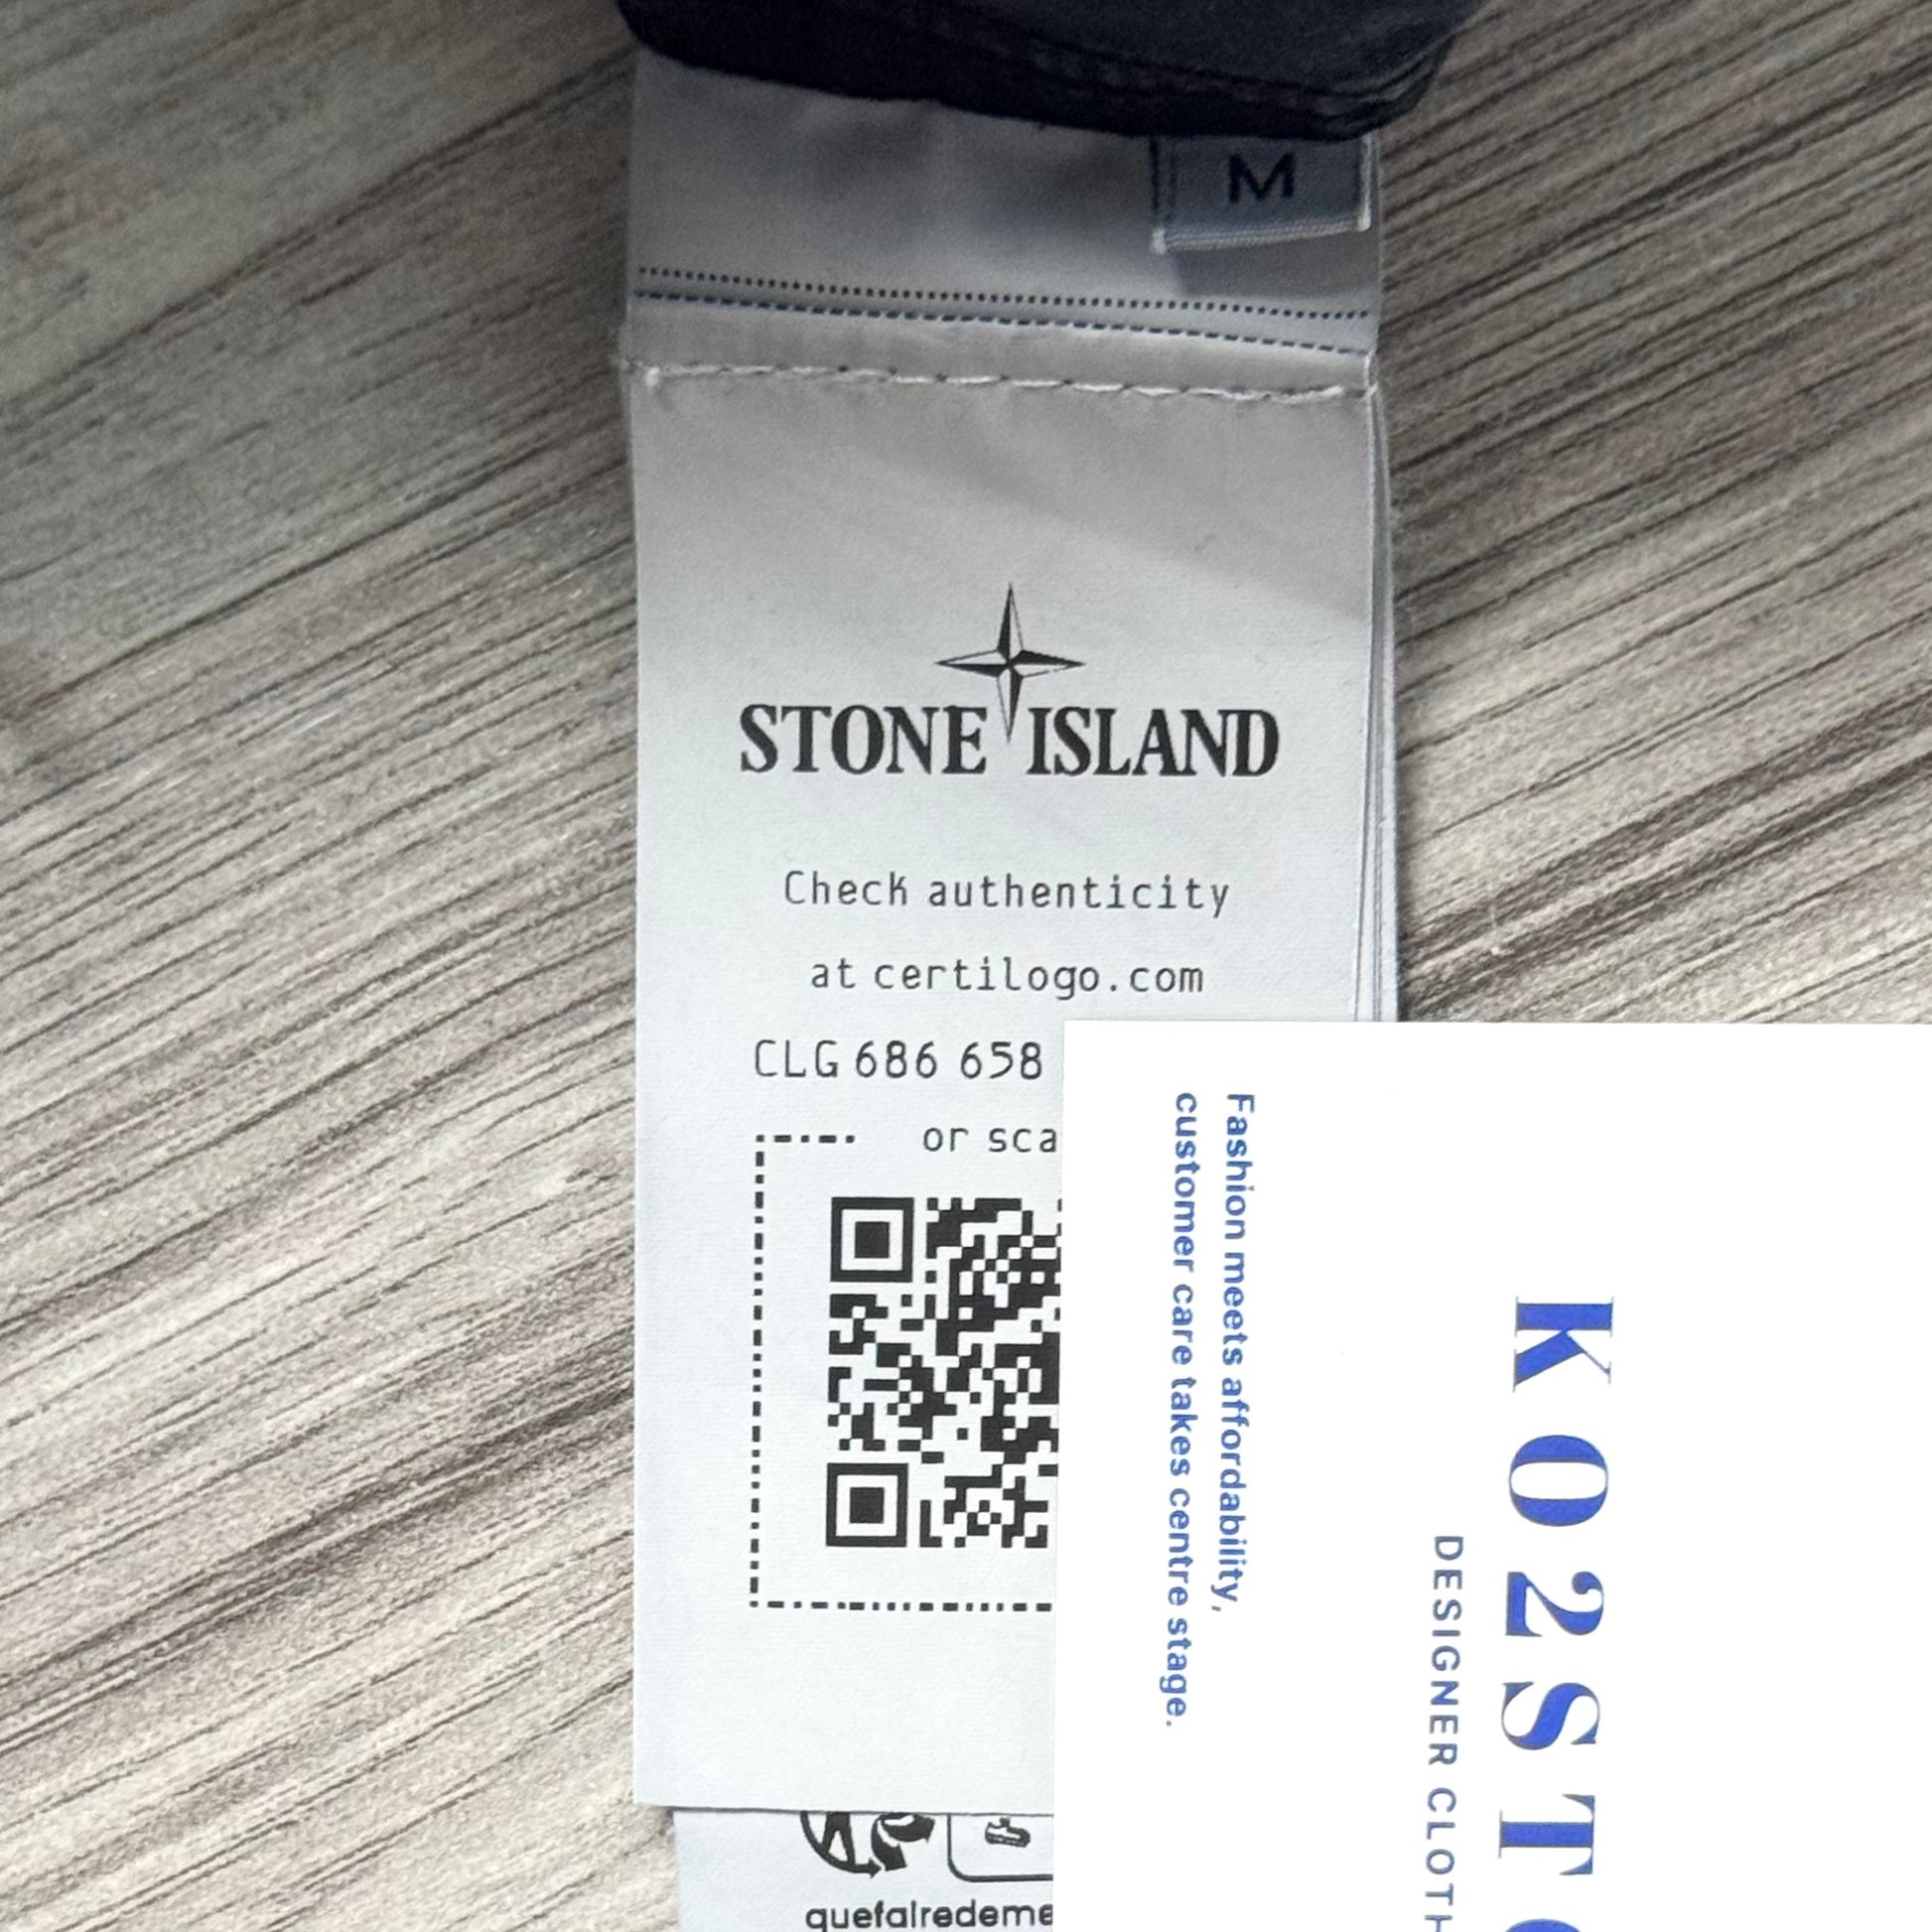 M
STONE ISLAND
Check authenticity
at certilogo.com
CLG 686 658
or sca
Fashion meets affordability,
customer care takes centre stage.
KO2ST
DESIGNER CLOTH
quefairedeme